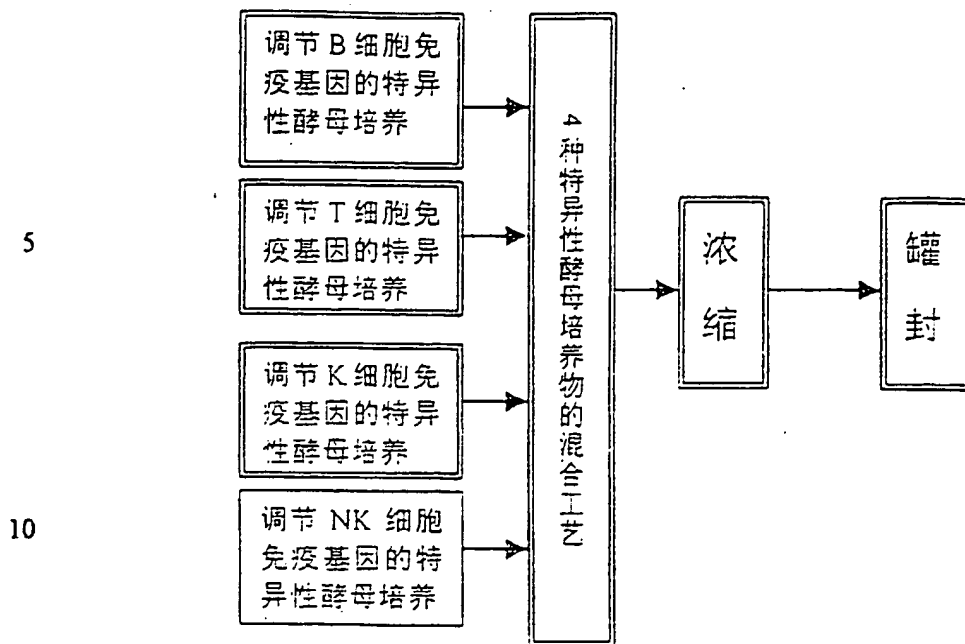 调节 B 细胞免
疫基因的特异
性酵母培养
调节 T 细胞免
疫基因的特异
性酵母培养
调节 K 细胞免
疫基因的特异
性酵母培养
调节 NK 细胞
免疫基因的特
异性酵母培养
4种特异性酵母培养物的混合工艺
浓缩
罐封
5
10